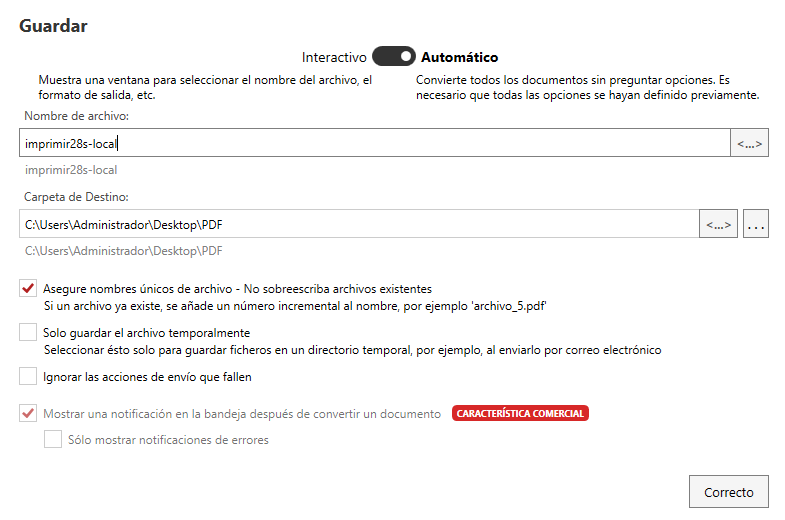 Guardar
Interactivo Automático
Muestra una ventana para seleccionar el nombre del archivo, el
formato de salida, etc.
Convierte todos los documentos sin preguntar opciones. Es
necesario que todas las opciones se hayan definido previamente.
Nombre de archivo:
imprimir28s-local <...>
imprimir28s-local
Carpeta de Destino:
C:\Users\Administrador\Desktop\PDF <...> ...
C:\Users\Administrador\Desktop\PDF
Asegure nombres únicos de archivo - No sobreescriba archivos existentes
Si un archivo ya existe, se añade un número incremental al nombre, por ejemplo 'archivo_5.pdf'
Solo guardar el archivo temporalmente
Seleccionar ésto solo para guardar ficheros en un directorio temporal, por ejemplo, al enviarlo por correo electrónico
Ignorar las acciones de envío que fallen
Mostrar una notificación en la bandeja después de convertir un documento CARACTERÍSTICA COMERCIAL
Sólo mostrar notificaciones de errores
Correcto